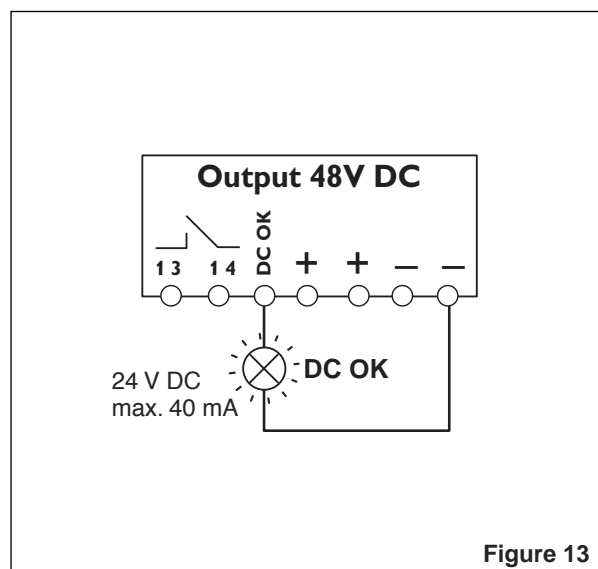 Output 48V DC
13 14 DC OK + + – –
DC OK
24 V DC
max. 40 mA
Figure 13